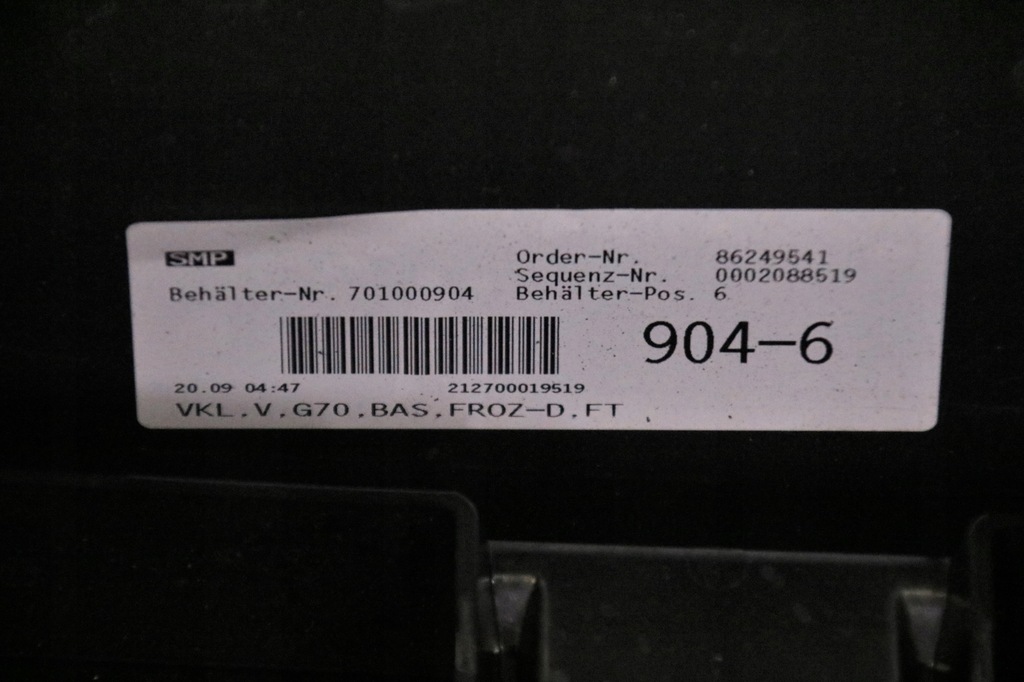 SMP
Order-Nr. 86249541
Sequenz-Nr. 0002088519
Behälter-Nr. 701000904 Behälter-Pos. 6
904-6
20.09 04:47 212700019519
VKL,V,G70,BAS,FROZ-D,FT